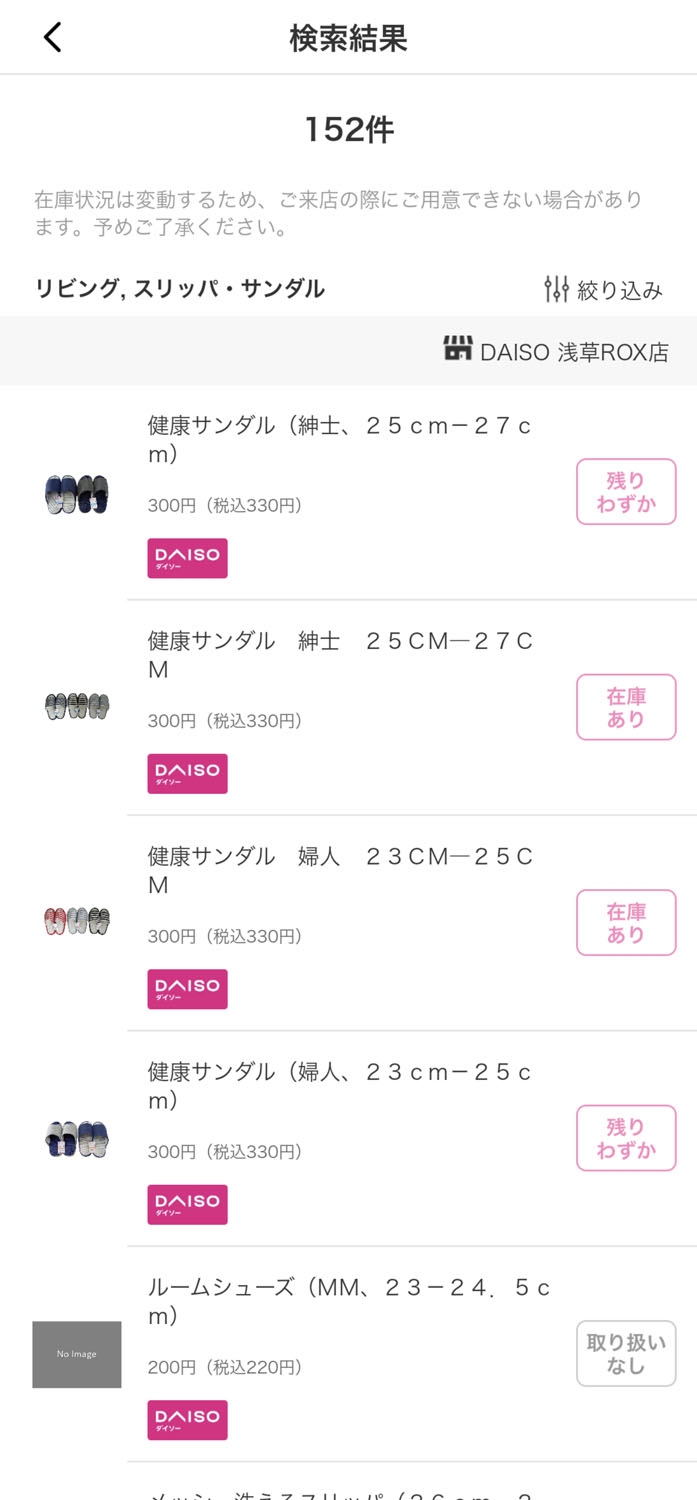 検索結果
152件
在庫状況は変動するため、ご来店の際にご用意できない場合があり
ます。予めご了承ください。
リビング, スリッパ・サンダル
絞り込み
DAISO 浅草ROX店
健康サンダル（紳士、２５ｃｍ－２７ｃ
ｍ）
300円（税込330円）
残り
わずか
DAISO
ダイソー
健康サンダル　紳士　２５ＣＭ―２７Ｃ
Ｍ
300円（税込330円）
在庫
あり
DAISO
ダイソー
健康サンダル　婦人　２３ＣＭ―２５Ｃ
Ｍ
300円（税込330円）
在庫
あり
DAISO
ダイソー
健康サンダル（婦人、２３ｃｍ－２５ｃ
ｍ）
300円（税込330円）
残り
わずか
DAISO
ダイソー
No Image
ルームシューズ（ＭＭ、２３－２４．５ｃ
ｍ）
200円（税込220円）
取り扱い
なし
DAISO
ダイソー